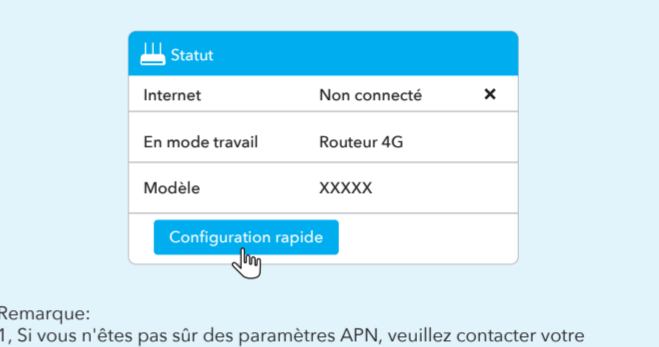 Statut
Internet Non connecté ×
En mode travail Routeur 4G
Modèle XXXXX
Configuration rapide
Remarque:
1, Si vous n'êtes pas sûr des paramètres APN, veuillez contacter votre